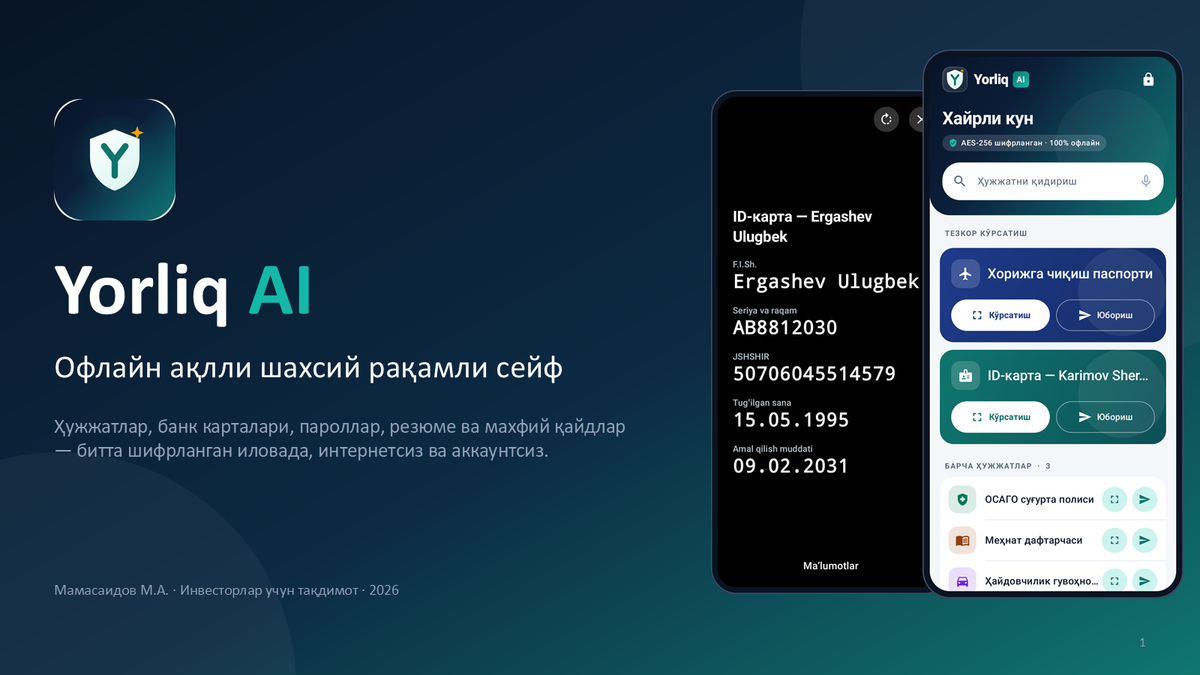 Yorliq AI
Офлайн ақлли шахсий рақамли сейф
Ҳужжатлар, банк карталари, пароллар, резюме ва махфий қайдлар
— битта шифрланган иловада, интернетсиз ва аккаунтсиз.
Мамасаидов М.А. · Инвесторлар учун тақдимот · 2026
ID-карта — Ergashev
Ulugbek
F.I.Sh.
Ergashev Ulugbek
Seriya va raqam
AB8812030
JSHSHIR
50706045514579
Tug'ilgan sana
15.05.1995
Amal qilish muddati
09.02.2031
Ma'lumotlar
Yorliq AI
Хайрли кун
AES-256 шифрланган · 100% офлайн
Ҳужжатни қидириш
ТЕЗКОР КЎРСАТИШ
Хорижга чиқиш паспорти
Кўрсатиш
Юбориш
ID-карта — Karimov Sher...
Кўрсатиш
Юбориш
БАРЧА ҲУЖЖАТЛАР · 3
ОСАГО суғурта полиси
Меҳнат дафтарчаси
Ҳайдовчилик гувоҳно...
1